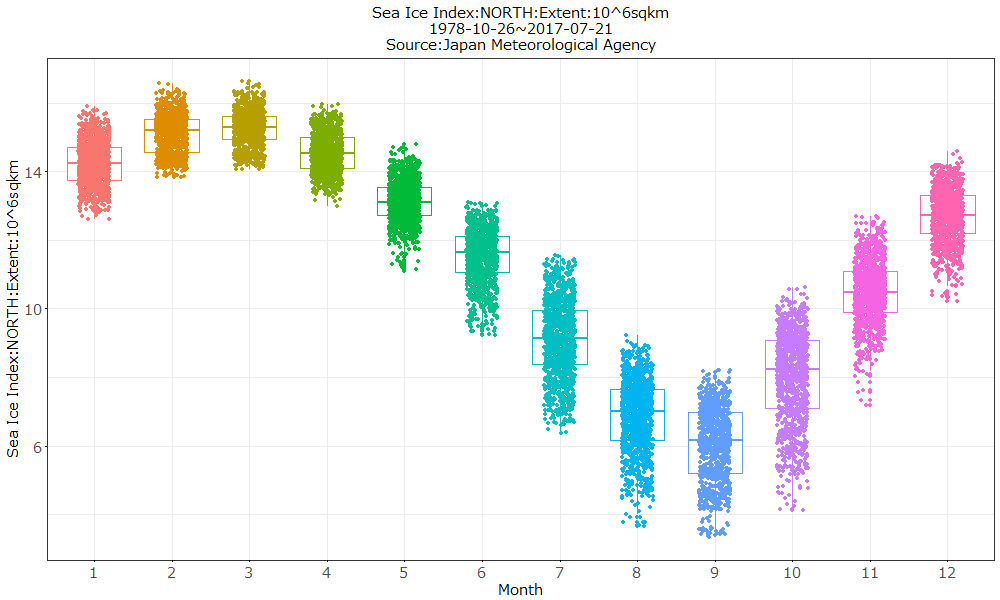 Sea Ice Index:NORTH:Extent:10^6sqkm
1978-10-26~2017-07-21
Source:Japan Meteorological Agency
Sea Ice Index:NORTH:Extent:10^6sqkm
14
10
6
1 2 3 4 5 6 7 8 9 10 11 12
Month